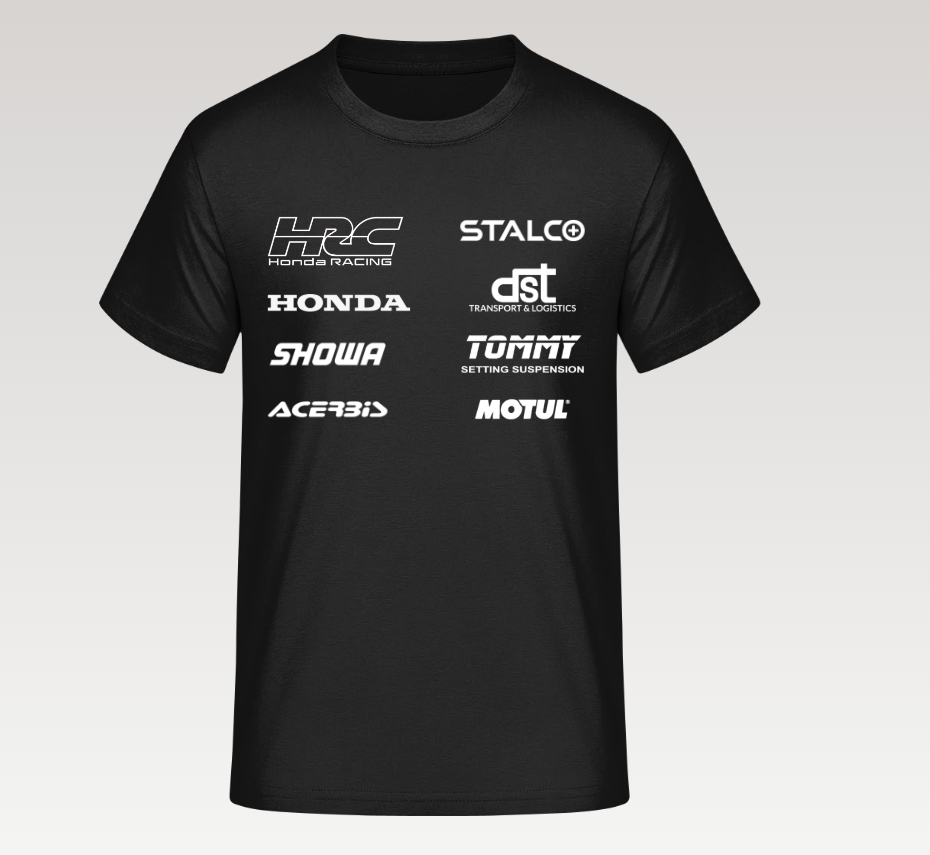 HRC
Honda RACING
HONDA
SHOWA
ACERBIS
STALCO
dst
TRANSPORT & LOGISTICS
TOMMY
SETTING SUSPENSION
MOTUL®